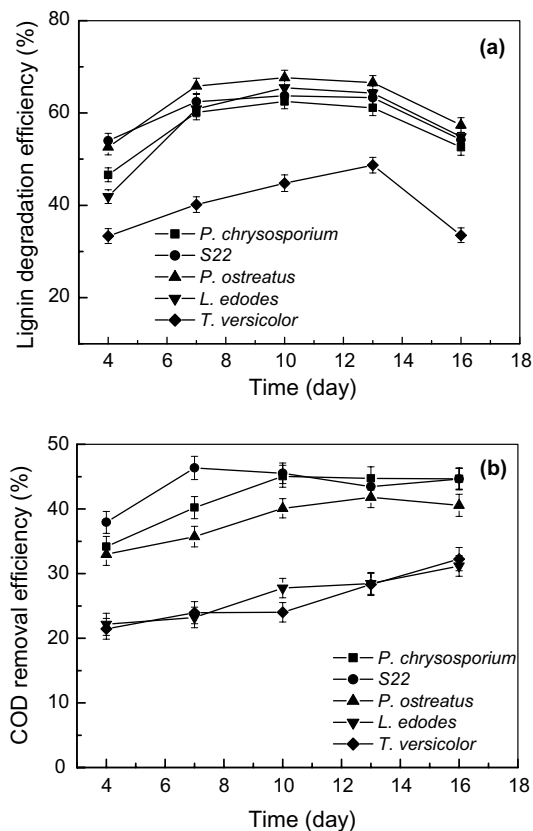 Lignin degradation efficiency (%)
80
60
40
20
(a)
P. chrysosporium
S22
P. ostreatus
L. edodes
T. versicolor
4 6 8 10 12 14 16 18
Time (day)
COD removal efficiency (%)
50
40
30
20
10
0
(b)
P. chrysosporium
S22
P. ostreatus
L. edodes
T. versicolor
4 6 8 10 12 14 16 18
Time (day)